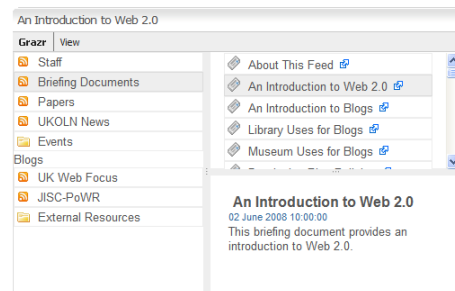 An Introduction to Web 2.0
Grazr View
Staff
Briefing Documents
Papers
UKOLN News
Events
Blogs
UK Web Focus
JISC-PoWR
External Resources
About This Feed
An Introduction to Web 2.0
An Introduction to Blogs
Library Uses for Blogs
Museum Uses for Blogs
An Introduction to Web 2.0
02 June 2008 10:00:00
This briefing document provides an
introduction to Web 2.0.